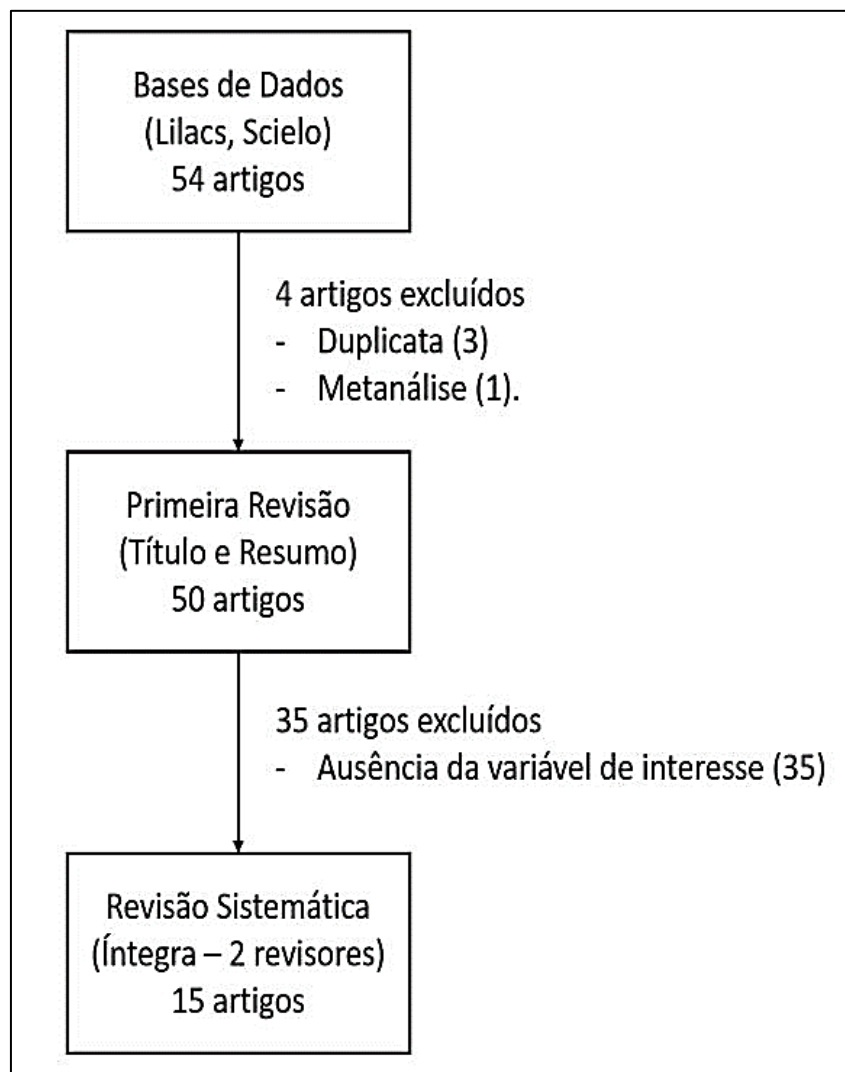 Bases de Dados
(Lilacs, Scielo)
54 artigos
4 artigos excluídos
- Duplicata (3)
- Metanálise (1).
Primeira Revisão
(Título e Resumo)
50 artigos
35 artigos excluídos
- Ausência da variável de interesse (35)
Revisão Sistemática
(Íntegra – 2 revisores)
15 artigos